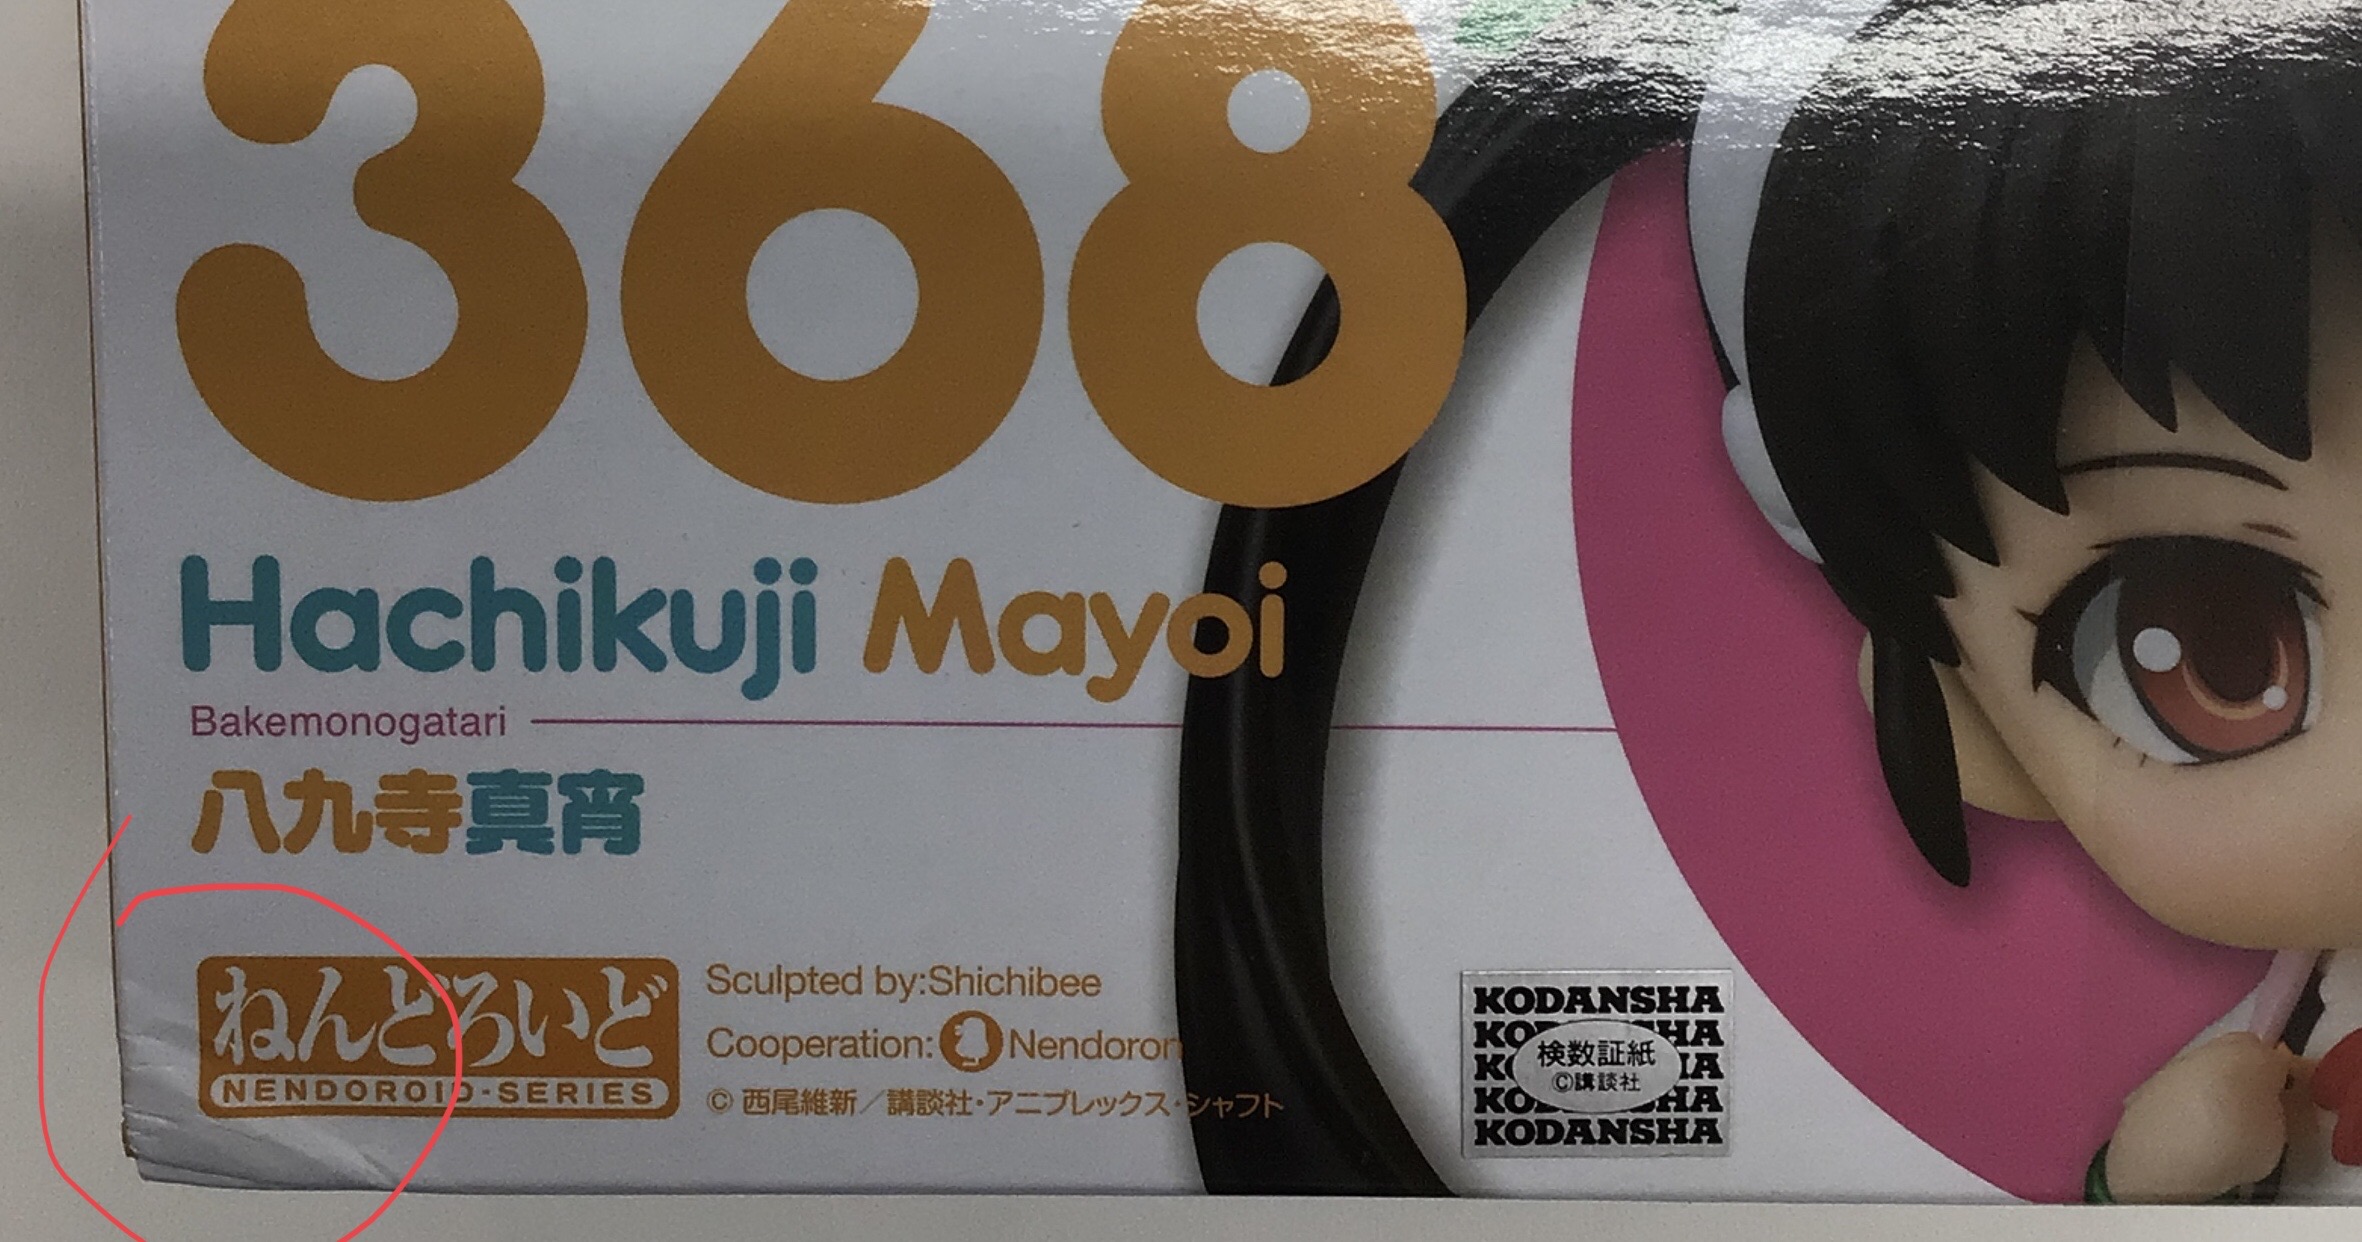 368
Hachikuji Mayoi
Bakemonogatari
八九寺真宵
ねんどろいど
NENDOROID-SERIES
Sculpted by:Shichibee
Cooperation: Nendoron
© 西尾維新／講談社・アニプレックス・シャフト
KODANSHA
KODANSHA
検数証紙
©講談社
KODANSHA
KODANSHA